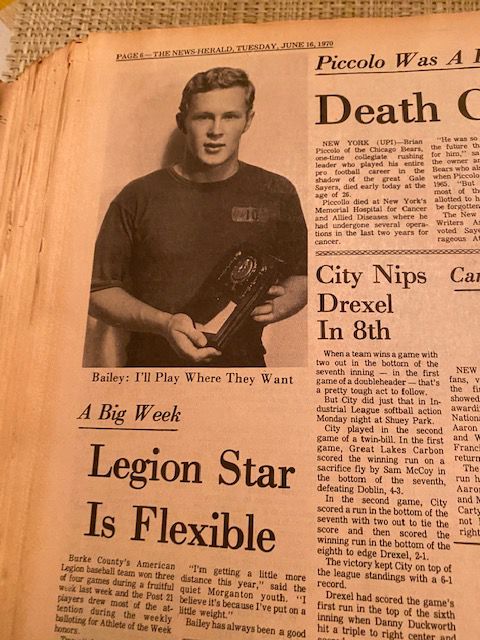 PAGE 6 — THE NEWS-HERALD, TUESDAY, JUNE 16, 1970
10
Bailey: I'll Play Where They Want
A Big Week
Legion Star
Is Flexible
Burke County's American
Legion baseball team won three
of four games during a fruitful
week last week and the Post 21
players drew most of the at-
tention during the weekly
balloting for Athlete of the Week
honors.
"I'm getting a little more
distance this year," said the
quiet Morganton youth. "I
believe it's because I've put on a
little weight."
Bailey has always been a good
Piccolo Was A
Death
NEW YORK (UPI)—Brian
Piccolo of the Chicago Bears,
one-time collegiate rushing
leader who played his entire
pro football career in the
shadow of the great Gale
Sayers, died early today at the
age of 26.
Piccolo died at New York's
Memorial Hospital for Cancer
and Allied Diseases where he
had undergone several opera-
tions in the last two years for
cancer.
"He was so
the future th
for him," sa
the owner a
Bears who als
when Piccolo
1965. "But
most of th
allotted to h
be forgotten
The New
Writers As
voted Saye
rageous At
City Nips
Drexel
In 8th
When a team wins a game with
two out in the bottom of the
seventh inning — in the first
game of a doubleheader — that's
a pretty tough act to follow.
But City did just that in In-
dustrial League softball action
Monday night at Shuey Park.
City played in the second
game of a twin-bill. In the first
game, Great Lakes Carbon
scored the winning run on a
sacrifice fly by Sam McCoy in
the bottom of the seventh,
defeating Doblin, 4-3.
In the second game, City
scored a run in the bottom of the
seventh with two out to tie the
score and then scored the
winning run in the bottom of the
eighth to edge Drexel, 2-1.
The victory kept City on top of
the league standings with a 6-1
record.
Drexel had scored the game's
first run in the top of the sixth
inning when Danny Duckworth
hit a triple to right center and
Car
NEW
fans, v
the fi
showed
awardi
Nationa
Aaron
and W
Franci
return
The
run h
Aaron
and M
Carty
not
right